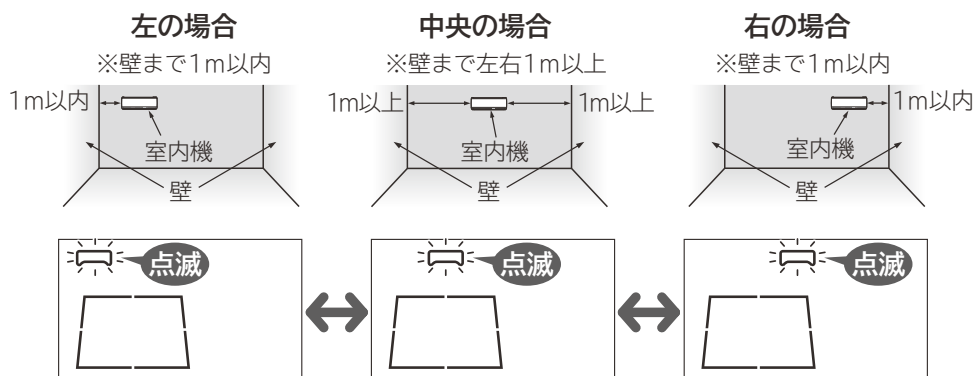 左の場合
※壁まで1m以内
1m以内
室内機
壁
点滅
中央の場合
※壁まで左右1m以上
1m以上
1m以上
室内機
壁
点滅
右の場合
※壁まで1m以内
1m以内
室内機
壁
点滅